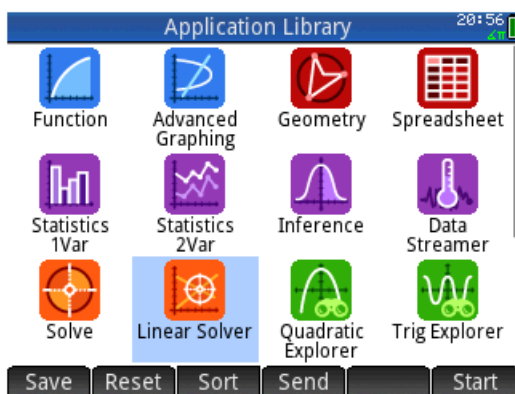 Application Library
20:56
∡π
Function
Advanced
Graphing
Geometry
Spreadsheet
Statistics
1Var
Statistics
2Var
Inference
Data
Streamer
Solve
Linear Solver
Quadratic
Explorer
Trig Explorer
Save
Reset
Sort
Send
Start